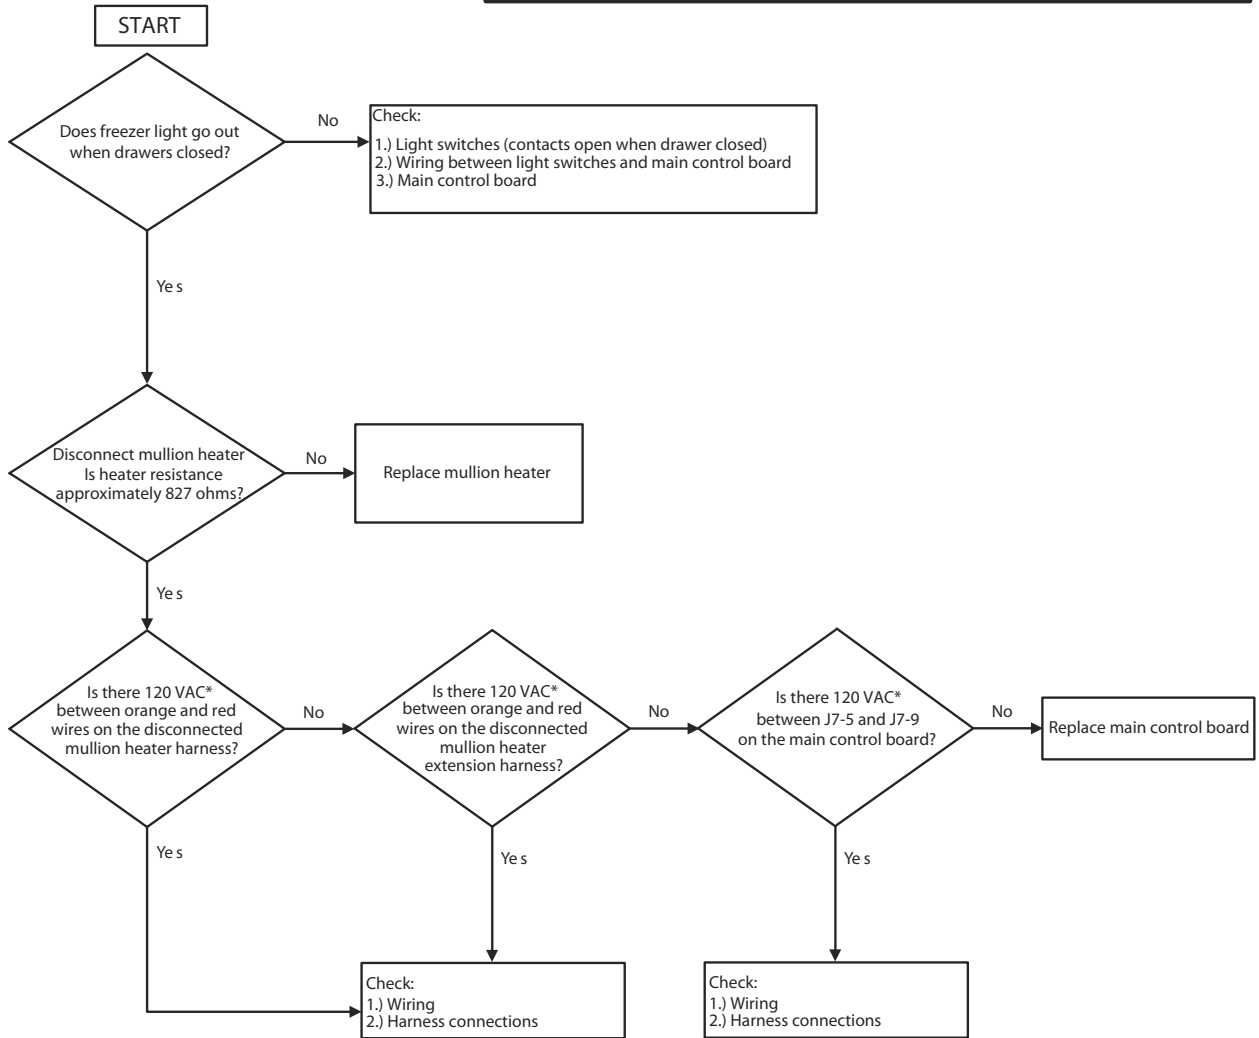 START
Does freezer light go out
when drawers closed?
No
Check:
1.) Light switches (contacts open when drawer closed)
2.) Wiring between light switches and main control board
3.) Main control board
Yes
Disconnect mullion heater
Is heater resistance
approximately 827 ohms?
No
Replace mullion heater
Yes
Is there 120 VAC*
between orange and red
wires on the disconnected
mullion heater harness?
No
Is there 120 VAC*
between orange and red
wires on the disconnected
mullion heater
extension harness?
No
Is there 120 VAC*
between J7-5 and J7-9
on the main control board?
No
Replace main control board
Yes
Yes
Yes
Check:
1.) Wiring
2.) Harness connections
Check:
1.) Wiring
2.) Harness connections